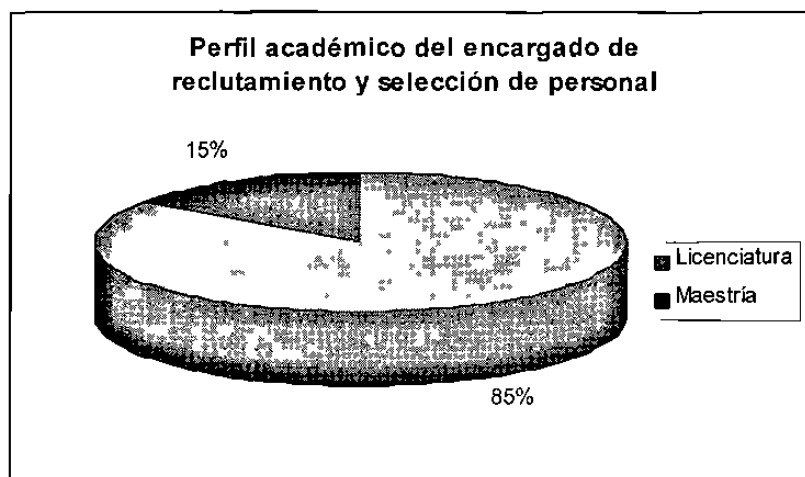 Perfil académico del encargado de
reclutamiento y selección de personal
15%
Licenciatura
Maestría
85%